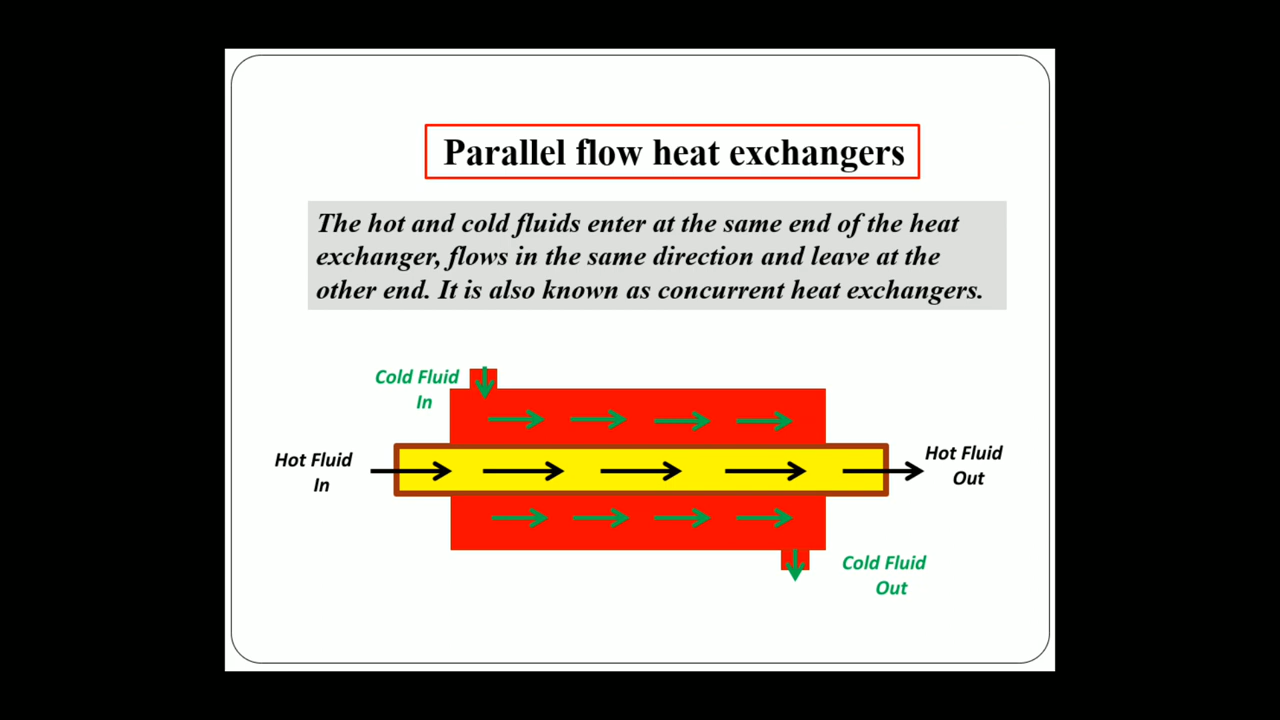 Parallel flow heat exchangers
The hot and cold fluids enter at the same end of the heat
exchanger, flows in the same direction and leave at the
other end. It is also known as concurrent heat exchangers.
Cold Fluid
In
Hot Fluid
In
Hot Fluid
Out
Cold Fluid
Out